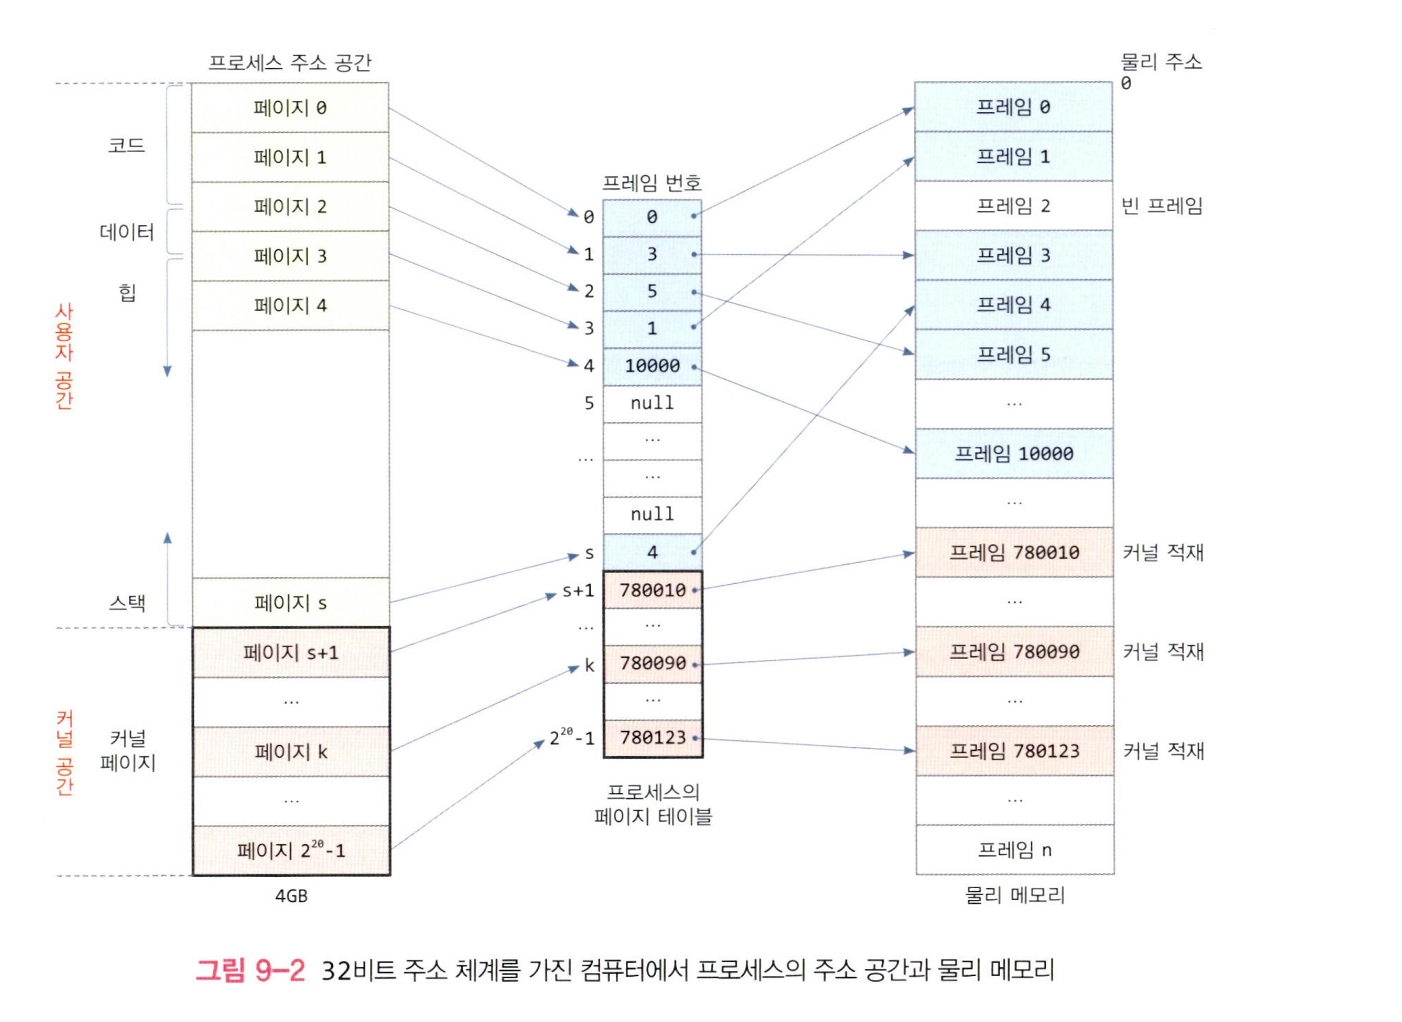 프로세스 주소 공간
물리 주소
0
코드
데이터
힙
스택
사용자 공간
커널 공간
커널
페이지
페이지 0
페이지 1
페이지 2
페이지 3
페이지 4
페이지 s
페이지 s+1
...
페이지 k
...
페이지 2²⁰-1
4GB
프레임 번호
0 0
1 3
2 5
3 1
4 10000
5 null
...
...
...
null
s 4
s+1 780010
... ...
k 780090
...
2²⁰-1 780123
프로세스의
페이지 테이블
프레임 0
프레임 1
프레임 2 빈 프레임
프레임 3
프레임 4
프레임 5
...
프레임 10000
...
프레임 780010 커널 적재
...
프레임 780090 커널 적재
...
프레임 780123 커널 적재
...
프레임 n
물리 메모리
그림 9-2 32비트 주소 체계를 가진 컴퓨터에서 프로세스의 주소 공간과 물리 메모리